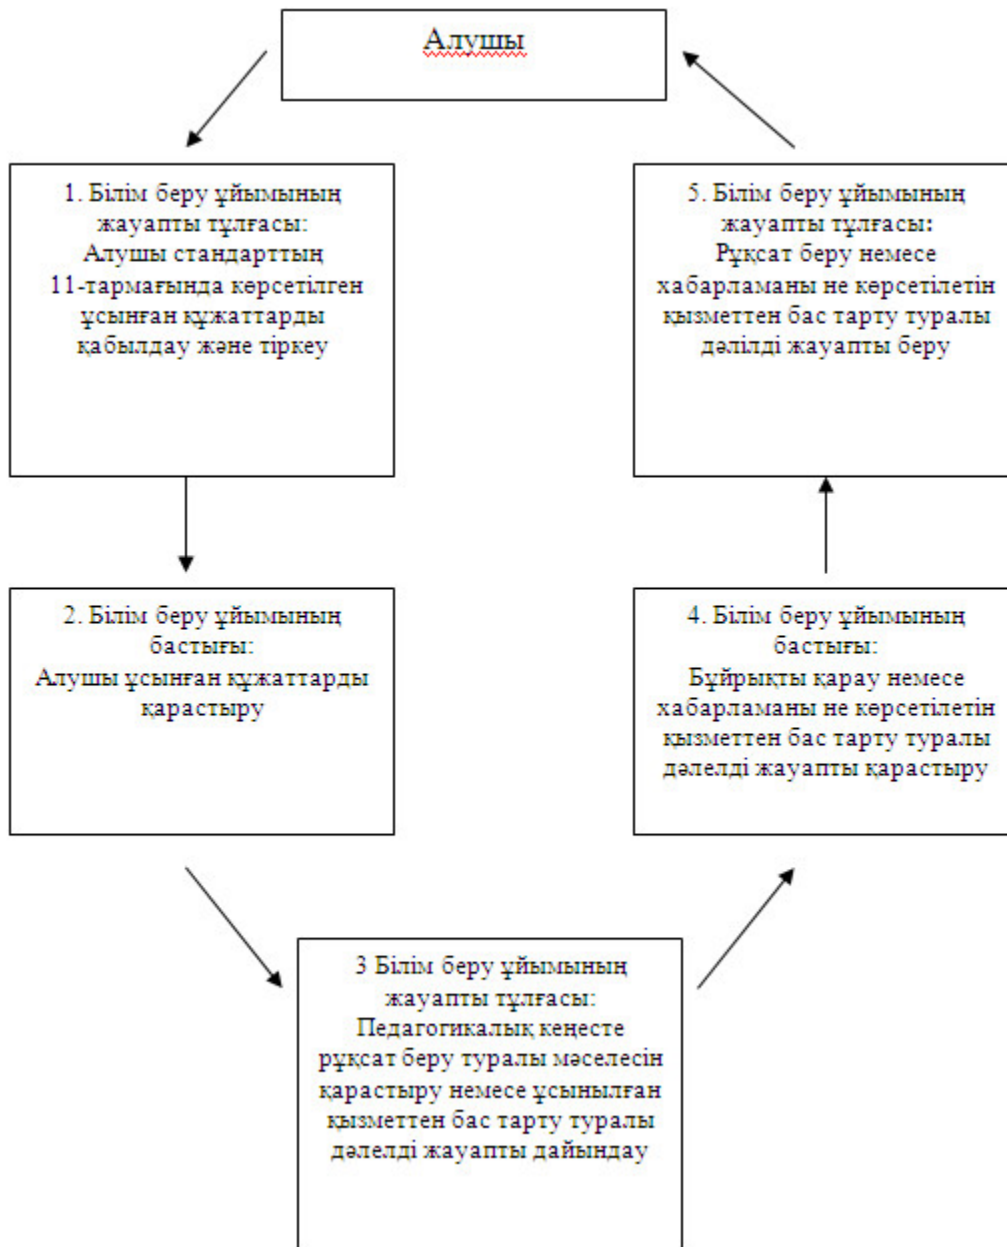 Алушы
1. Білім беру ұйымының
жауапты тұлғасы:
Алушы стандарттың
11-тармағында көрсетілген
ұсынған құжаттарды
қабылдау және тіркеу
2. Білім беру ұйымының
бастығы:
Алушы ұсынған құжаттарды
қарастыру
3 Білім беру ұйымының
жауапты тұлғасы:
Педагогикалық кеңесте
рұқсат беру туралы мәселесін
қарастыру немесе ұсынылған
қызметтен бас тарту туралы
дәлелді жауапты дайындау
4. Білім беру ұйымының
бастығы:
Бұйрықты қарау немесе
хабарламаны не көрсетілетін
қызметтен бас тарту туралы
дәлелді жауапты қарастыру
5. Білім беру ұйымының
жауапты тұлғасы:
Рұқсат беру немесе
хабарламаны не көрсетілетін
қызметтен бас тарту туралы
дәлілді жауапты беру